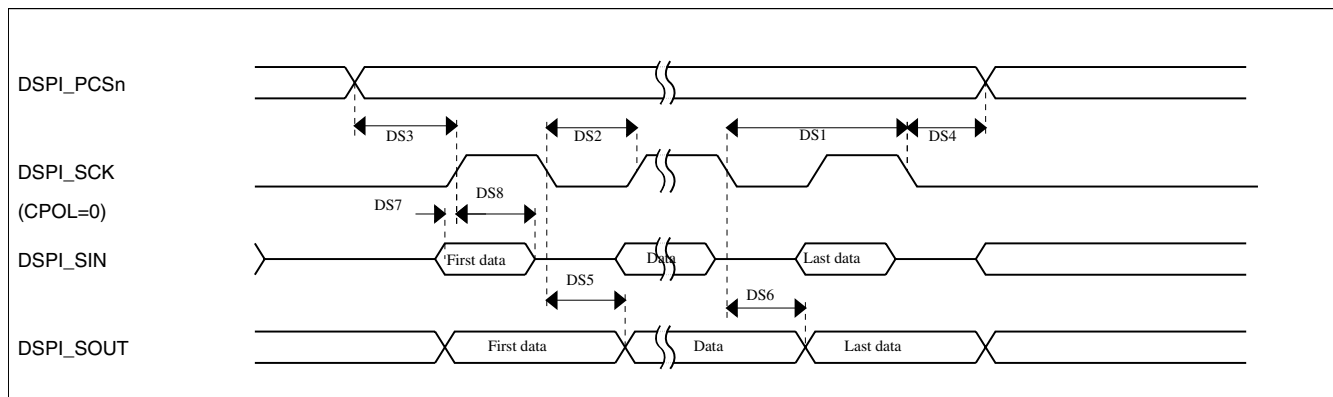 DSPI_PCSn
DS3
DS2
DS1
DS4
DSPI_SCK
(CPOL=0)
DS7
DS8
DSPI_SIN
First data
Data
Last data
DS5
DS6
DSPI_SOUT
First data
Data
Last data